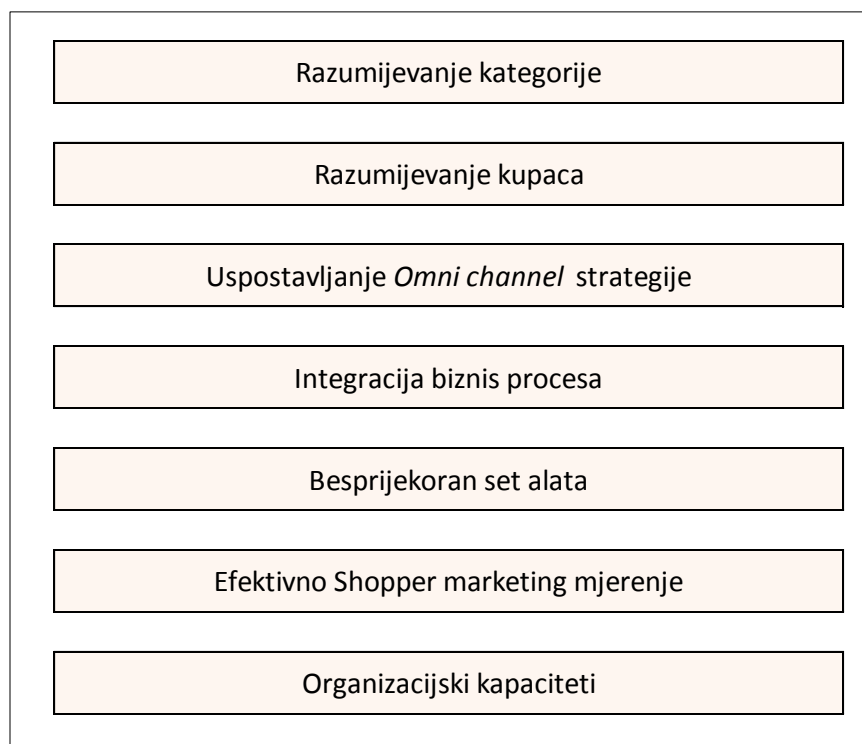 Razumijevanje kategorije
Razumijevanje kupaca
Uspostavljanje Omni channel strategije
Integracija biznis procesa
Besprijekoran set alata
Efektivno Shopper marketing mjerenje
Organizacijski kapaciteti